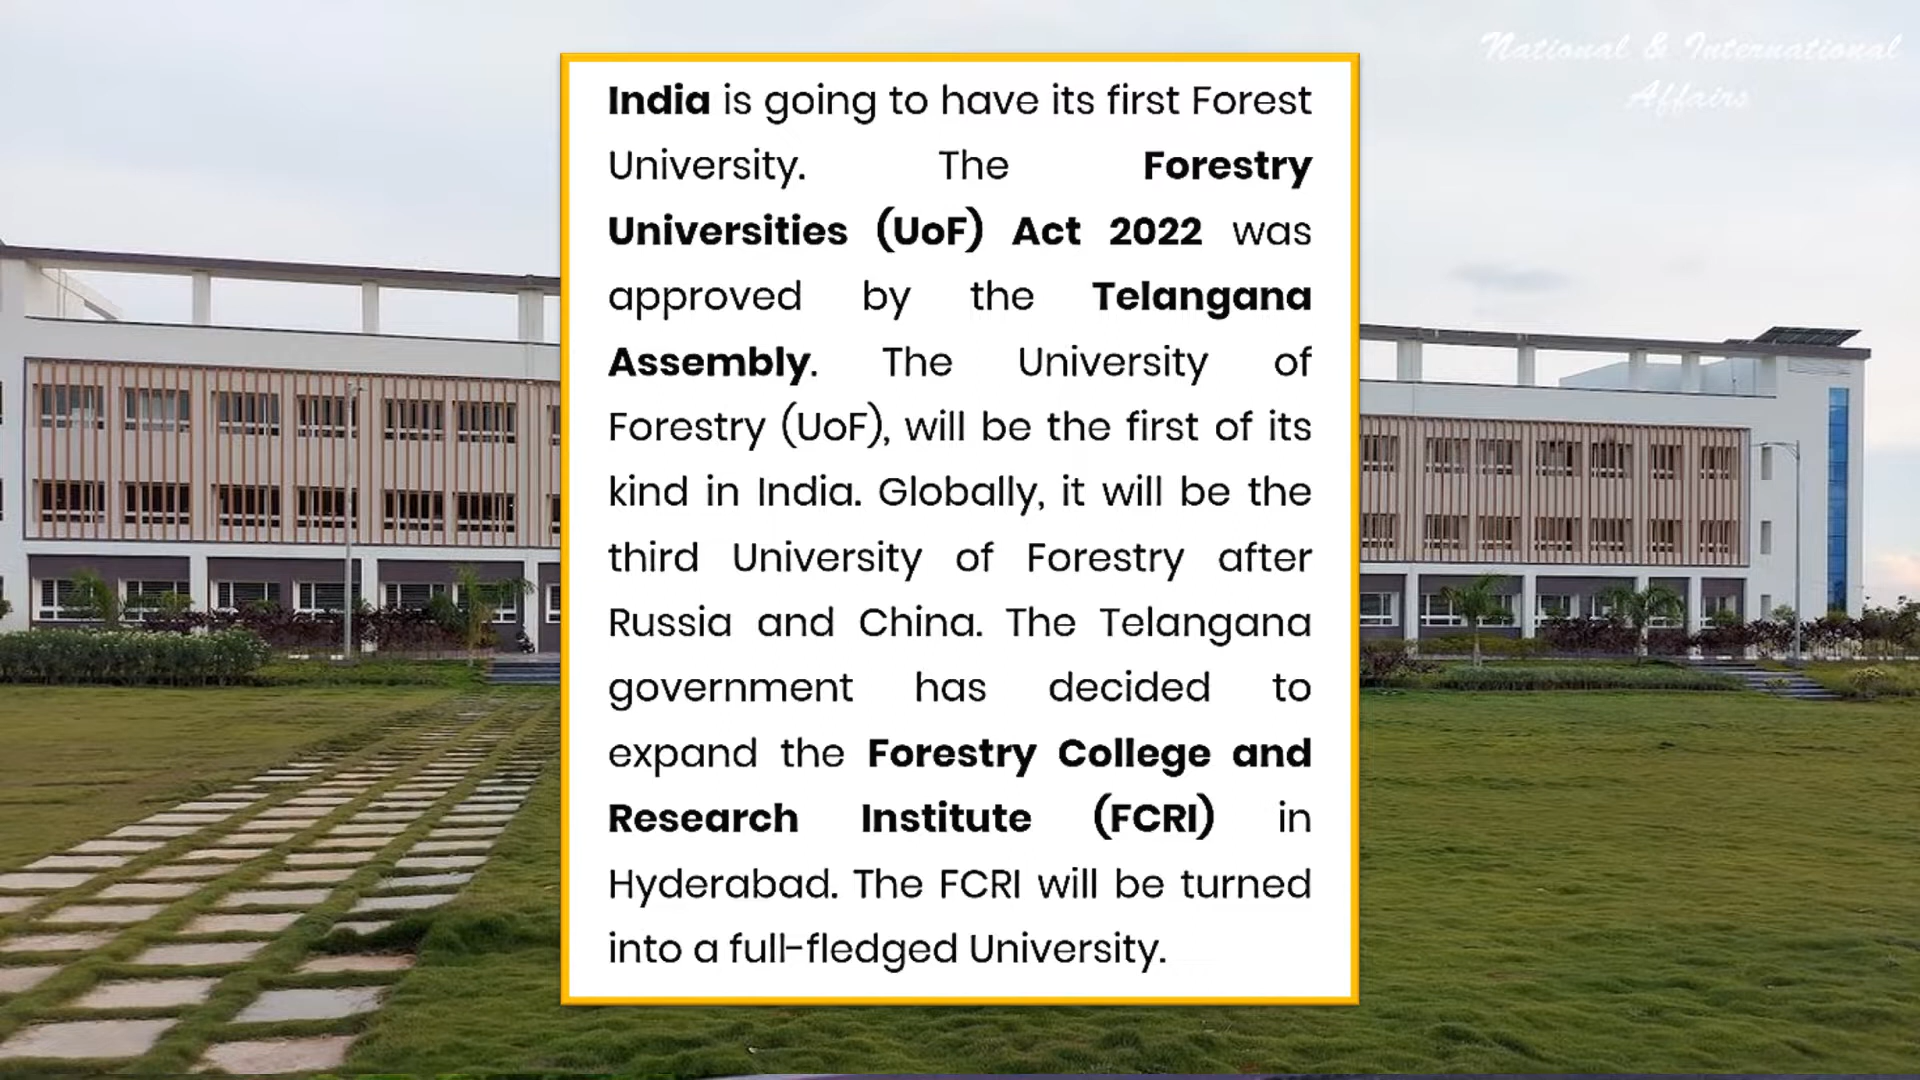 National & International
Affairs
India is going to have its first Forest
University. The Forestry
Universities (UoF) Act 2022 was
approved by the Telangana
Assembly. The University of
Forestry (UoF), will be the first of its
kind in India. Globally, it will be the
third University of Forestry after
Russia and China. The Telangana
government has decided to
expand the Forestry College and
Research Institute (FCRI) in
Hyderabad. The FCRI will be turned
into a full-fledged University.